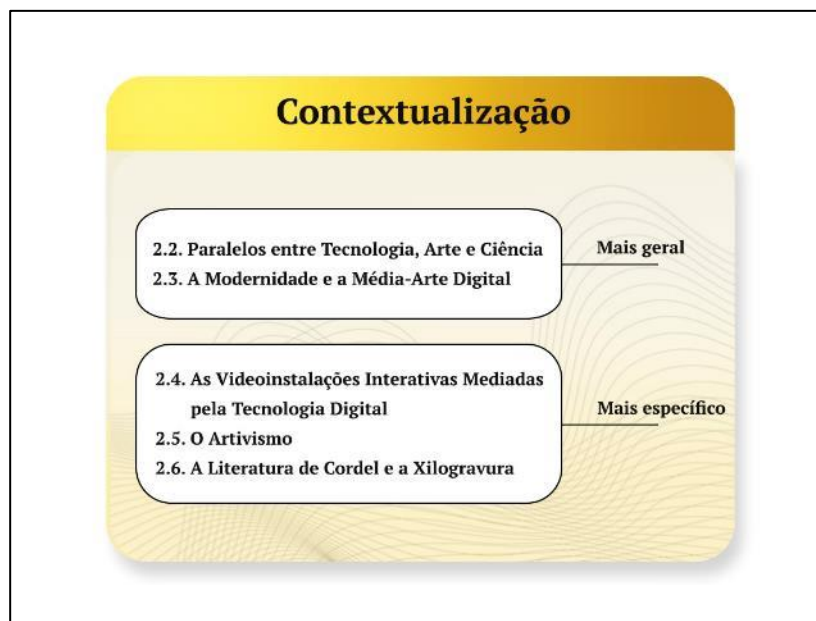 Contextualização
2.2. Paralelos entre Tecnologia, Arte e Ciência
2.3. A Modernidade e a Média-Arte Digital
Mais geral
2.4. As Videoinstalações Interativas Mediadas
pela Tecnologia Digital
2.5. O Artivismo
2.6. A Literatura de Cordel e a Xilogravura
Mais específico